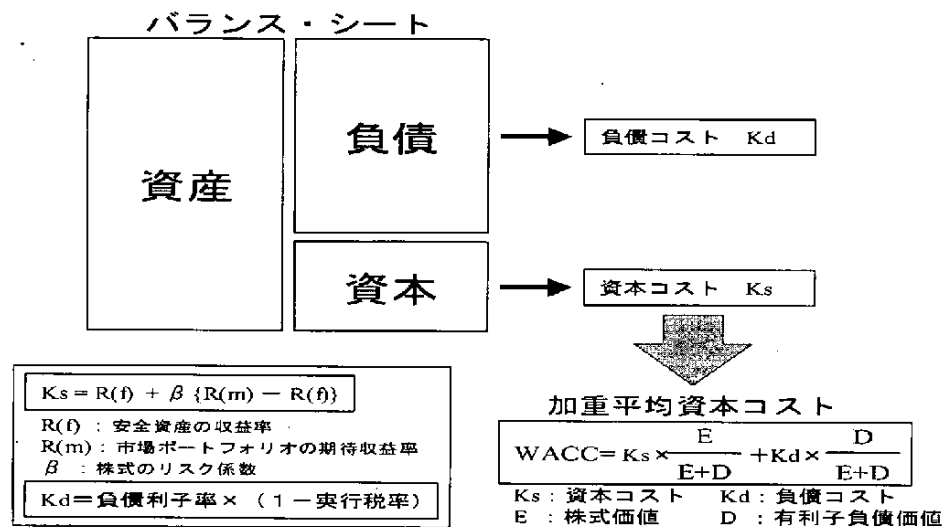 バランス・シート
資産
負債
負債コスト Kd
資本
資本コスト Ks
Ks = R(f) + β {R(m) − R(f)}
R(f) : 安全資産の収益率
R(m) : 市場ポートフォリオの期待収益率
β : 株式のリスク係数
Kd=負債利子率× (1−実行税率)
加重平均資本コスト
WACC= Ks× E/E+D +Kd× D/E+D
Ks : 資本コスト Kd : 負債コスト
E : 株式価値 D : 有利子負債価値